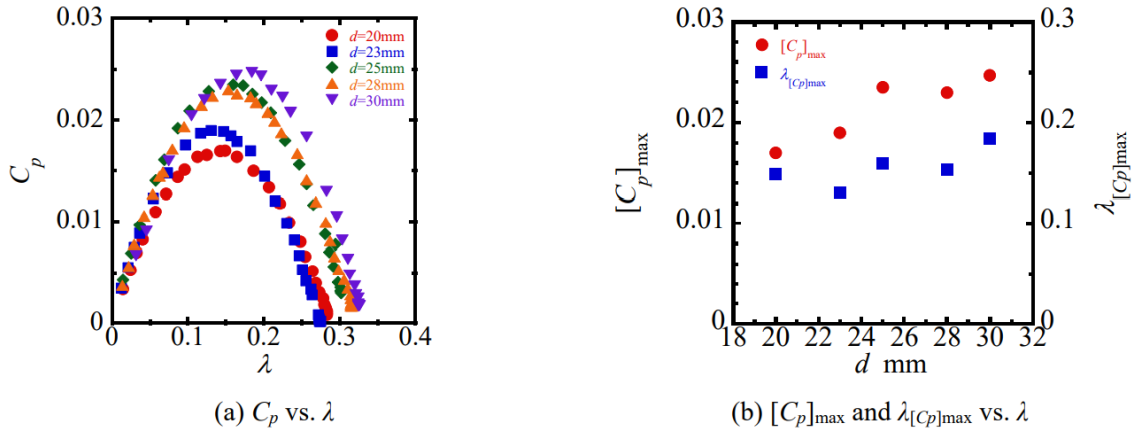 0.03
0.02
0.01
0
C_p
0 0.1 0.2 0.3 0.4
λ
d=20mm
d=23mm
d=25mm
d=28mm
d=30mm
(a) C_p vs. λ
0.03
0.02
0.01
0
[C_p]_max
[C_p]_max
λ_[Cp]max
0.3
0.2
0.1
0
λ_[Cp]max
18 20 22 24 26 28 30 32
d mm
(b) [C_p]_max and λ_[Cp]max vs. λ